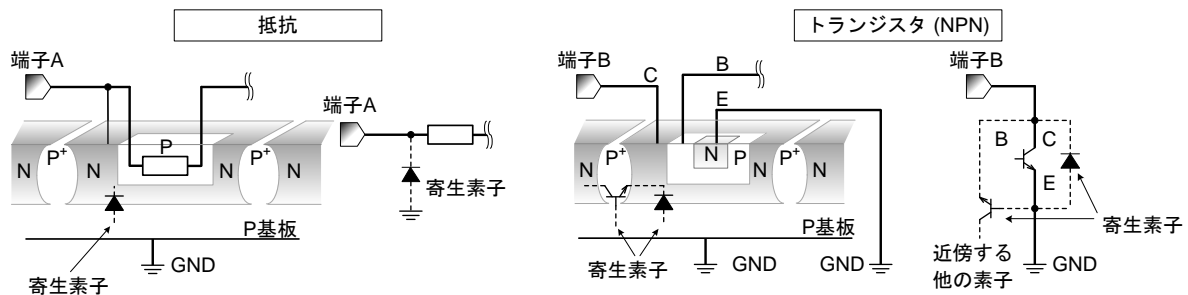 抵抗
端子A
P
N
P+
N
N
P+
N
P基板
寄生素子
GND
端子A
寄生素子
トランジスタ (NPN)
端子B
C
B
E
N
P+
N
N
P
N
P+
N
P基板
寄生素子
GND
GND
端子B
B
C
E
寄生素子
近傍する
他の素子
GND